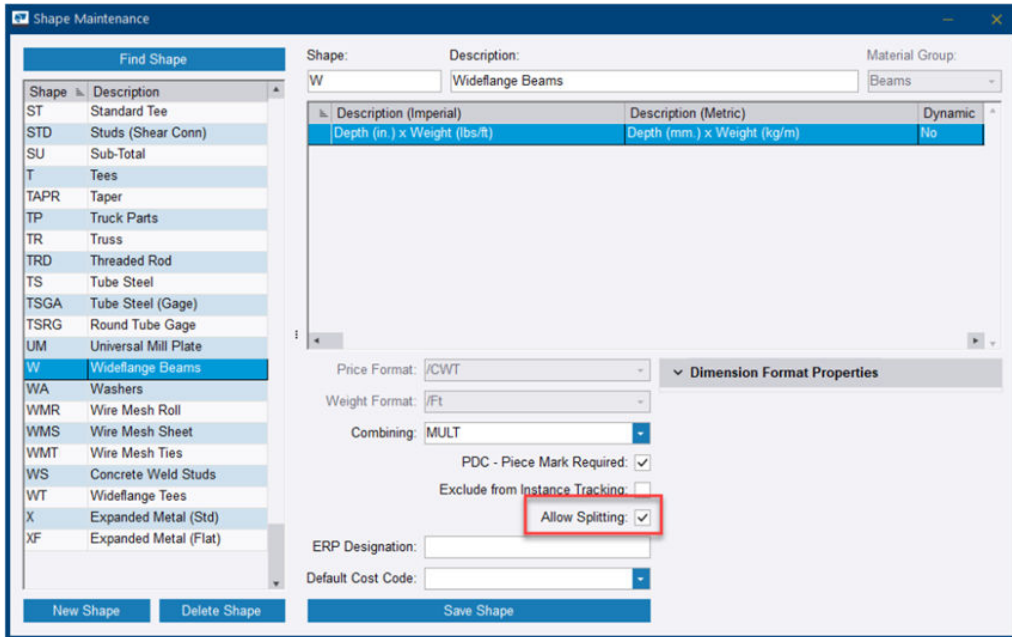 Shape Maintenance
Find Shape
Shape Description
ST Standard Tee
STD Studs (Shear Conn)
SU Sub-Total
T Tees
TAPR Taper
TP Truck Parts
TR Truss
TRD Threaded Rod
TS Tube Steel
TSGA Tube Steel (Gage)
TSRG Round Tube Gage
UM Universal Mill Plate
W Wideflange Beams
WA Washers
WMR Wire Mesh Roll
WMS Wire Mesh Sheet
WMT Wire Mesh Ties
WS Concrete Weld Studs
WT Wideflange Tees
X Expanded Metal (Std)
XF Expanded Metal (Flat)
New Shape Delete Shape
Shape: Description: Material Group:
W Wideflange Beams Beams
Description (Imperial) Description (Metric) Dynamic
Depth (in.) x Weight (lbs/ft) Depth (mm.) x Weight (kg/m) No
Price Format: /CWT
Weight Format: /Ft
Combining: MULT
PDC - Piece Mark Required:
Exclude from Instance Tracking:
Allow Splitting:
ERP Designation:
Default Cost Code:
Save Shape
Dimension Format Properties